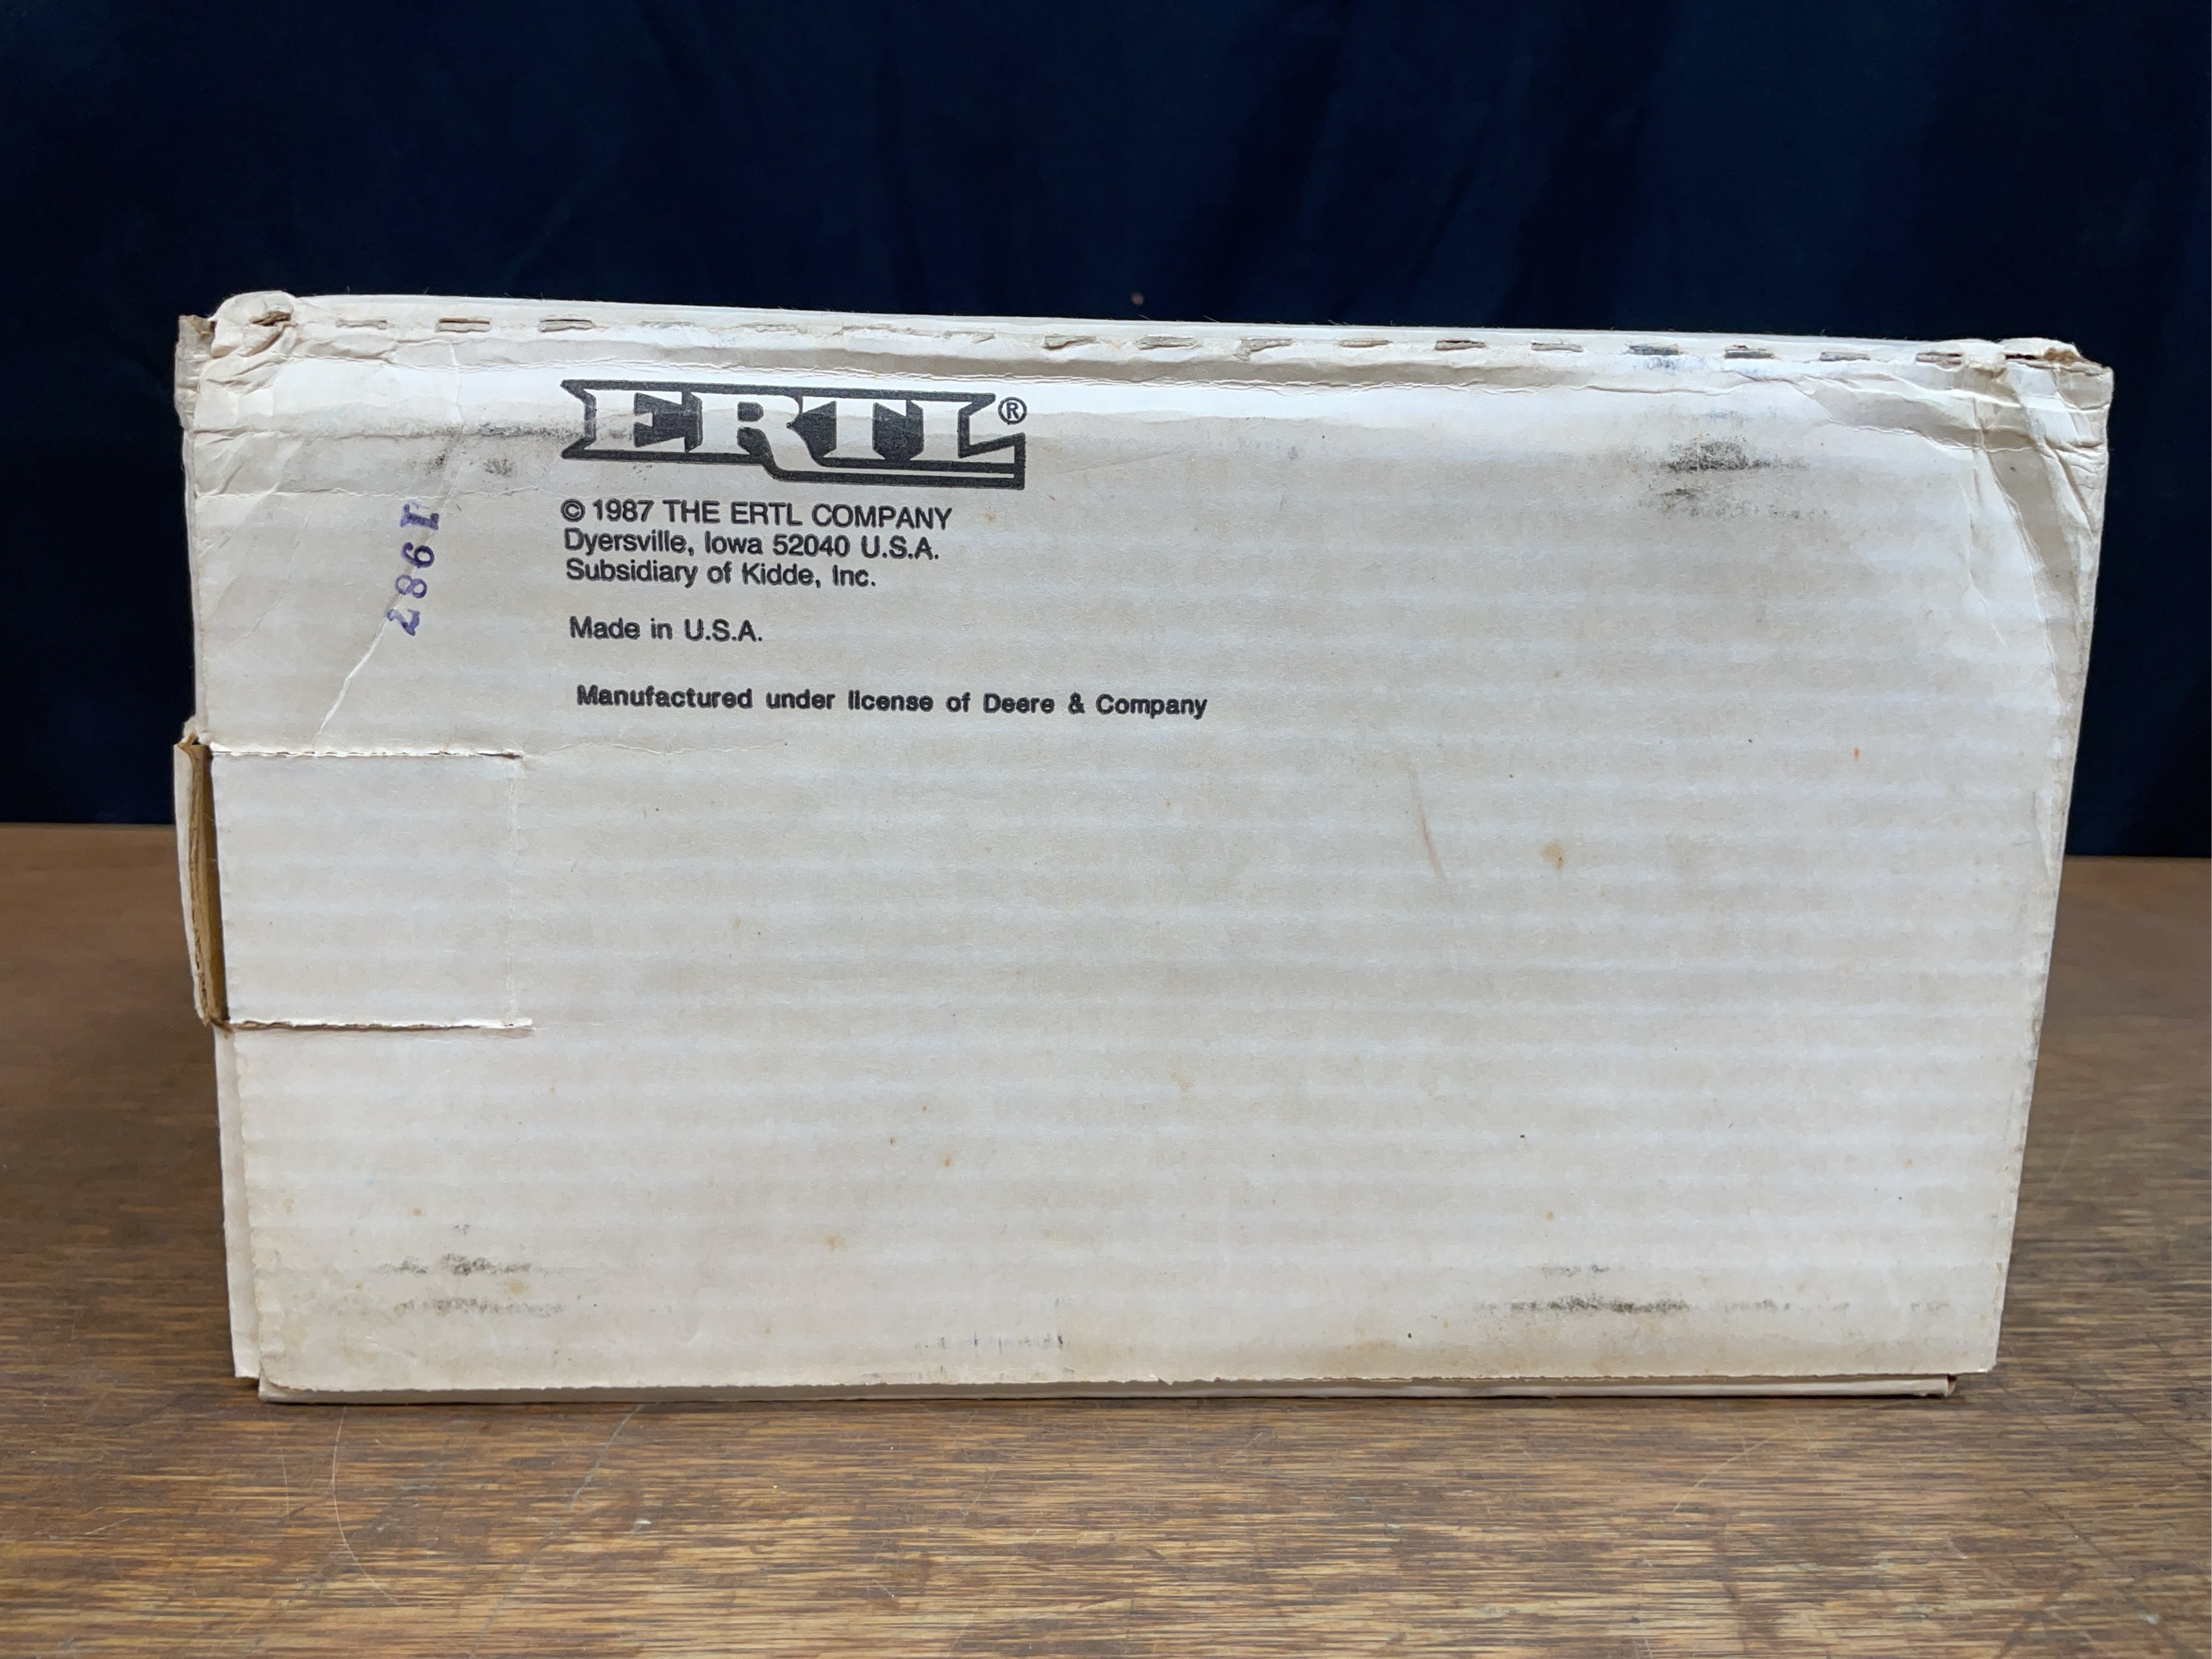 ERTL®
© 1987 THE ERTL COMPANY
Dyersville, Iowa 52040 U.S.A.
Subsidiary of Kidde, Inc.
Made in U.S.A.
Manufactured under license of Deere & Company
1987